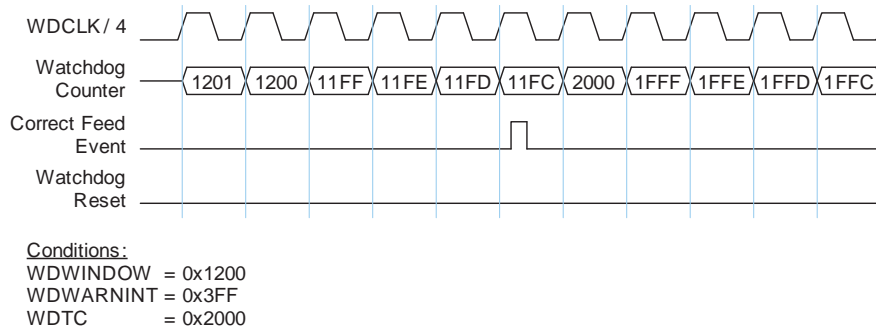 WDCLK / 4
Watchdog
Counter
1201 1200 11FF 11FE 11FD 11FC 2000 1FFF 1FFE 1FFD 1FFC
Correct Feed
Event
Watchdog
Reset
Conditions:
WDWINDOW = 0x1200
WDWARNINT = 0x3FF
WDTC = 0x2000